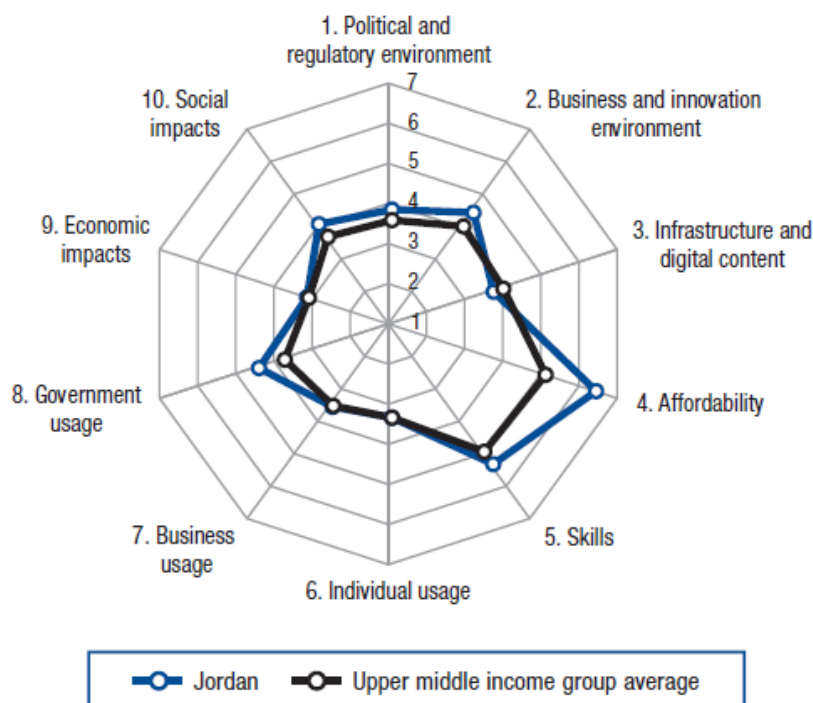 1. Political and
regulatory environment
2. Business and innovation
environment
3. Infrastructure and
digital content
4. Affordability
5. Skills
6. Individual usage
7. Business
usage
8. Government
usage
9. Economic
impacts
10. Social
impacts
7
6
5
4
3
2
1
Jordan
Upper middle income group average